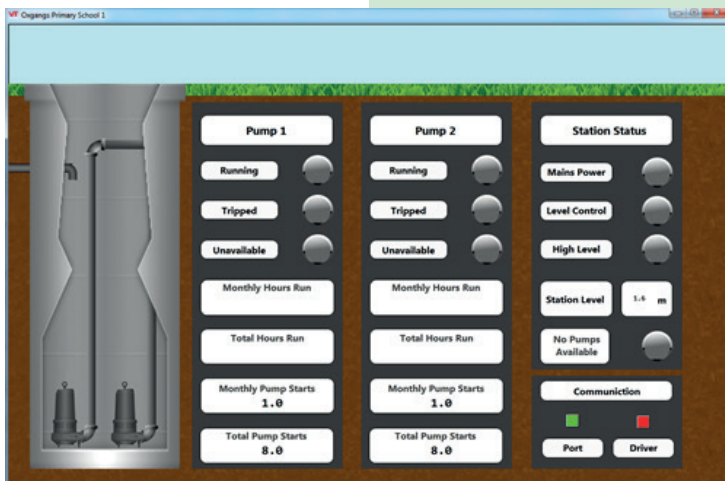 VT Oxgangs Primary School 1
Pump 1
Running
Tripped
Unavailable
Monthly Hours Run
Total Hours Run
Monthly Pump Starts
1.0
Total Pump Starts
8.0
Pump 2
Running
Tripped
Unavailable
Monthly Hours Run
Total Hours Run
Monthly Pump Starts
1.0
Total Pump Starts
8.0
Station Status
Mains Power
Level Control
High Level
Station Level
1.6 m
No Pumps
Available
Communiction
Port Driver